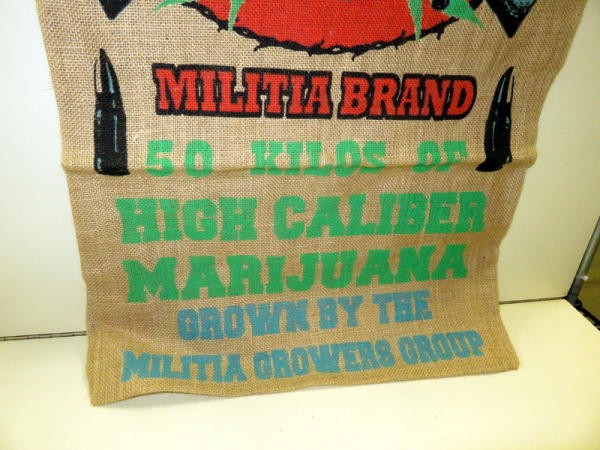 MILITIA BRAND
50 KILOS OF
HIGH CALIBER
MARIJUANA
GROWN BY THE
MILITIA GROWERS GROUP